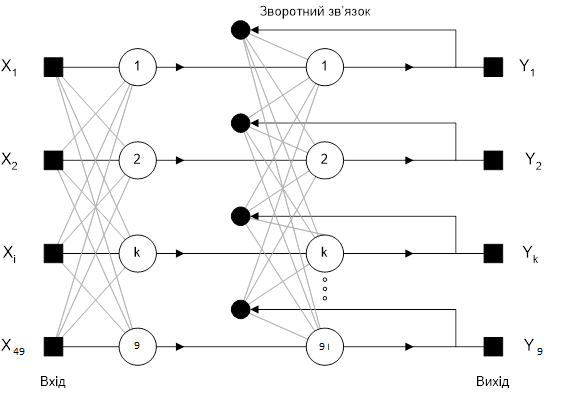 Зворотний зв'язок
X1 1 1 Y1
X2 2 2 Y2
Xi k k Yk
X49 9 9 Y9
Вхід Вихід